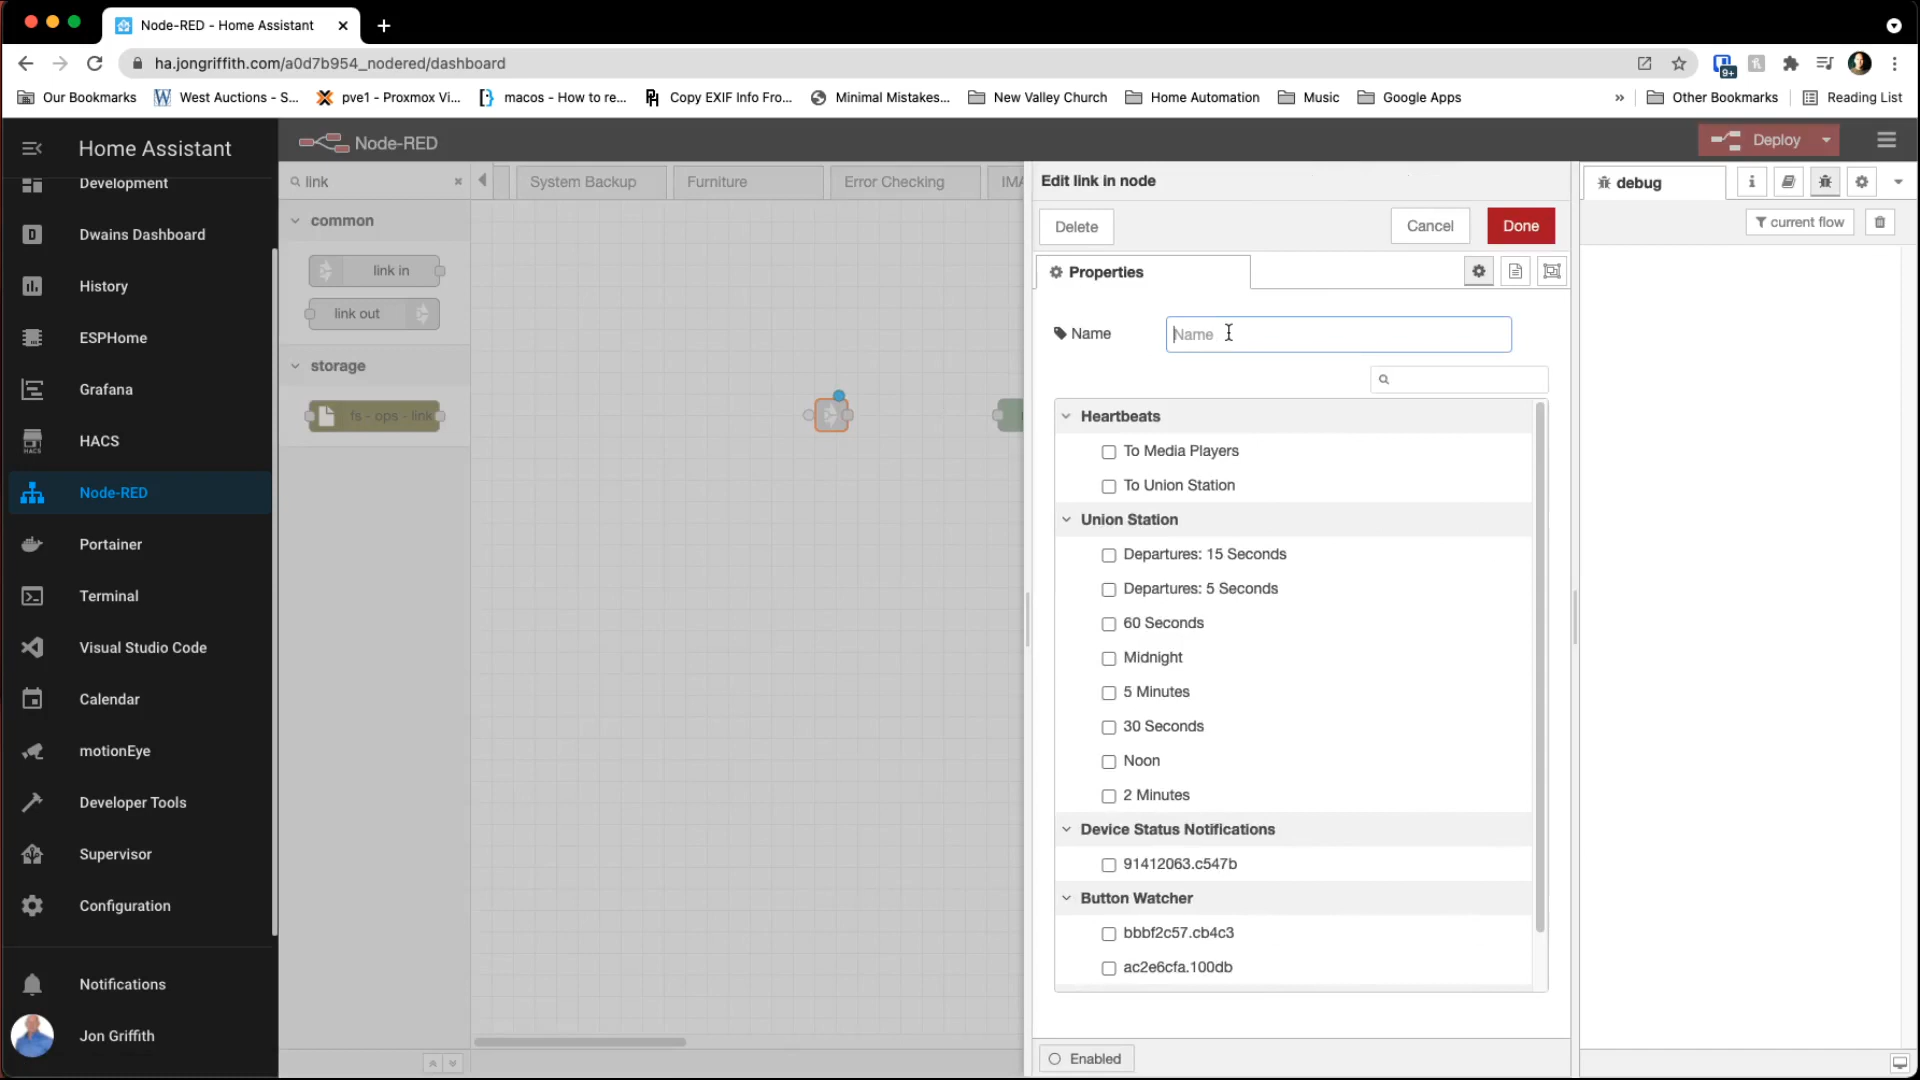 Node-RED - Home Assistant
ha.jongriffith.com/a0d7b954_nodered/dashboard
9+
Our Bookmarks
West Auctions - S...
pve1 - Proxmox Vi...
macos - How to re...
Copy EXIF Info Fro...
Minimal Mistakes...
New Valley Church
Home Automation
Music
Google Apps
»
Other Bookmarks
Reading List
Home Assistant
Development
Dwains Dashboard
History
ESPHome
Grafana
HACS
HACS
Node-RED
Portainer
Terminal
Visual Studio Code
Calendar
motionEye
Developer Tools
Supervisor
Configuration
Notifications
Jon Griffith
Node-RED
Deploy
link
common
link in
link out
storage
fs - ops - link
System Backup
Furniture
Error Checking
IMA
Edit link in node
Delete
Cancel
Done
Properties
Name
Name
Heartbeats
To Media Players
To Union Station
Union Station
Departures: 15 Seconds
Departures: 5 Seconds
60 Seconds
Midnight
5 Minutes
30 Seconds
Noon
2 Minutes
Device Status Notifications
91412063.c547b
Button Watcher
bbbf2c57.cb4c3
ac2e6cfa.100db
Enabled
debug
current flow